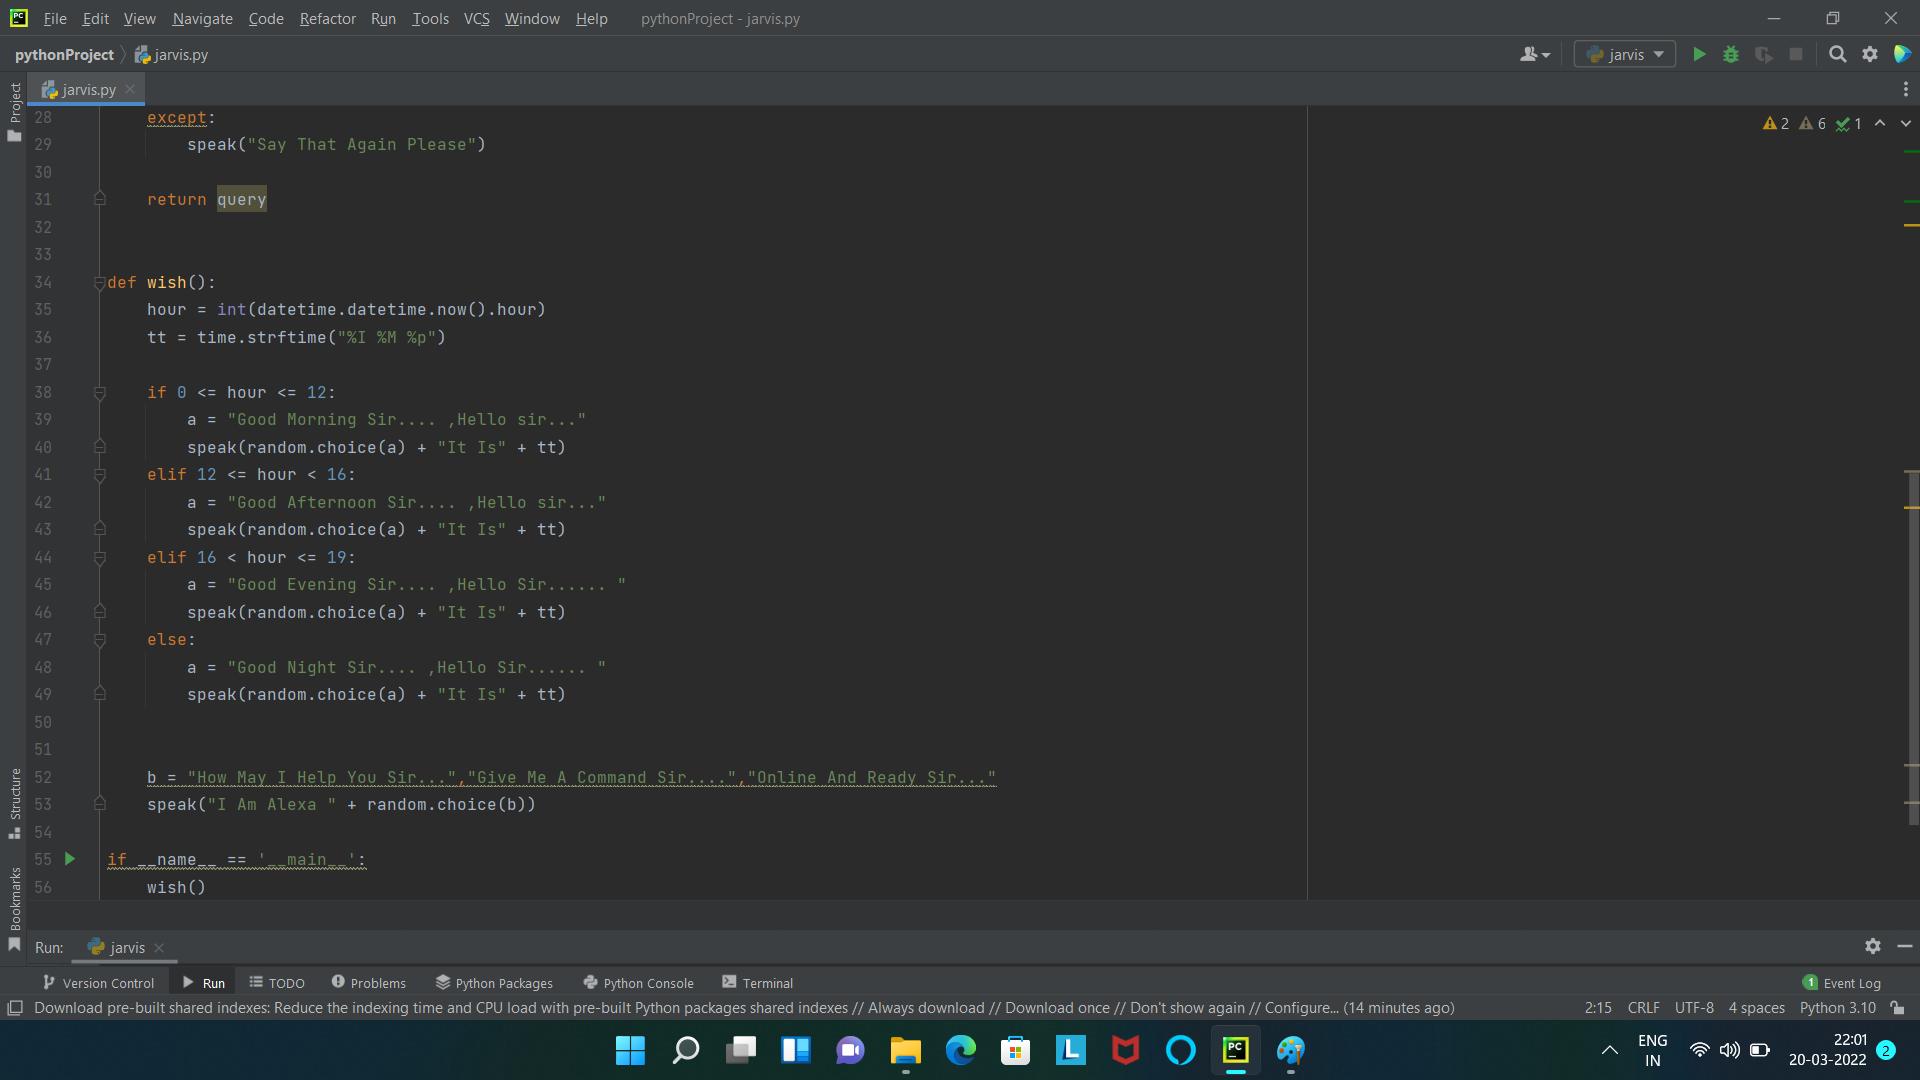 File Edit View Navigate Code Refactor Run Tools VCS Window Help pythonProject - jarvis.py
pythonProject jarvis.py jarvis
Project jarvis.py
28 except: 2 6 1
29 speak("Say That Again Please")
30
31 return query
32
33
34 def wish():
35 hour = int(datetime.datetime.now().hour)
36 tt = time.strftime("%I %M %p")
37
38 if 0 <= hour <= 12:
39 a = "Good Morning Sir.... ,Hello sir..."
40 speak(random.choice(a) + "It Is" + tt)
41 elif 12 <= hour < 16:
42 a = "Good Afternoon Sir.... ,Hello sir..."
43 speak(random.choice(a) + "It Is" + tt)
44 elif 16 < hour <= 19:
45 a = "Good Evening Sir.... ,Hello Sir...... "
46 speak(random.choice(a) + "It Is" + tt)
47 else:
48 a = "Good Night Sir.... ,Hello Sir...... "
49 speak(random.choice(a) + "It Is" + tt)
50
51
52 b = "How May I Help You Sir...","Give Me A Command Sir....","Online And Ready Sir..."
53 speak("I Am Alexa " + random.choice(b))
54
55 if __name__ == '__main__':
56 wish()
Structure
Bookmarks
Run: jarvis
Version Control Run TODO Problems Python Packages Python Console Terminal 1 Event Log
Download pre-built shared indexes: Reduce the indexing time and CPU load with pre-built Python packages shared indexes // Always download // Download once // Don't show again // Configure... (14 minutes ago) 2:15 CRLF UTF-8 4 spaces Python 3.10
L PC ENG 22:01
IN 20-03-2022 2